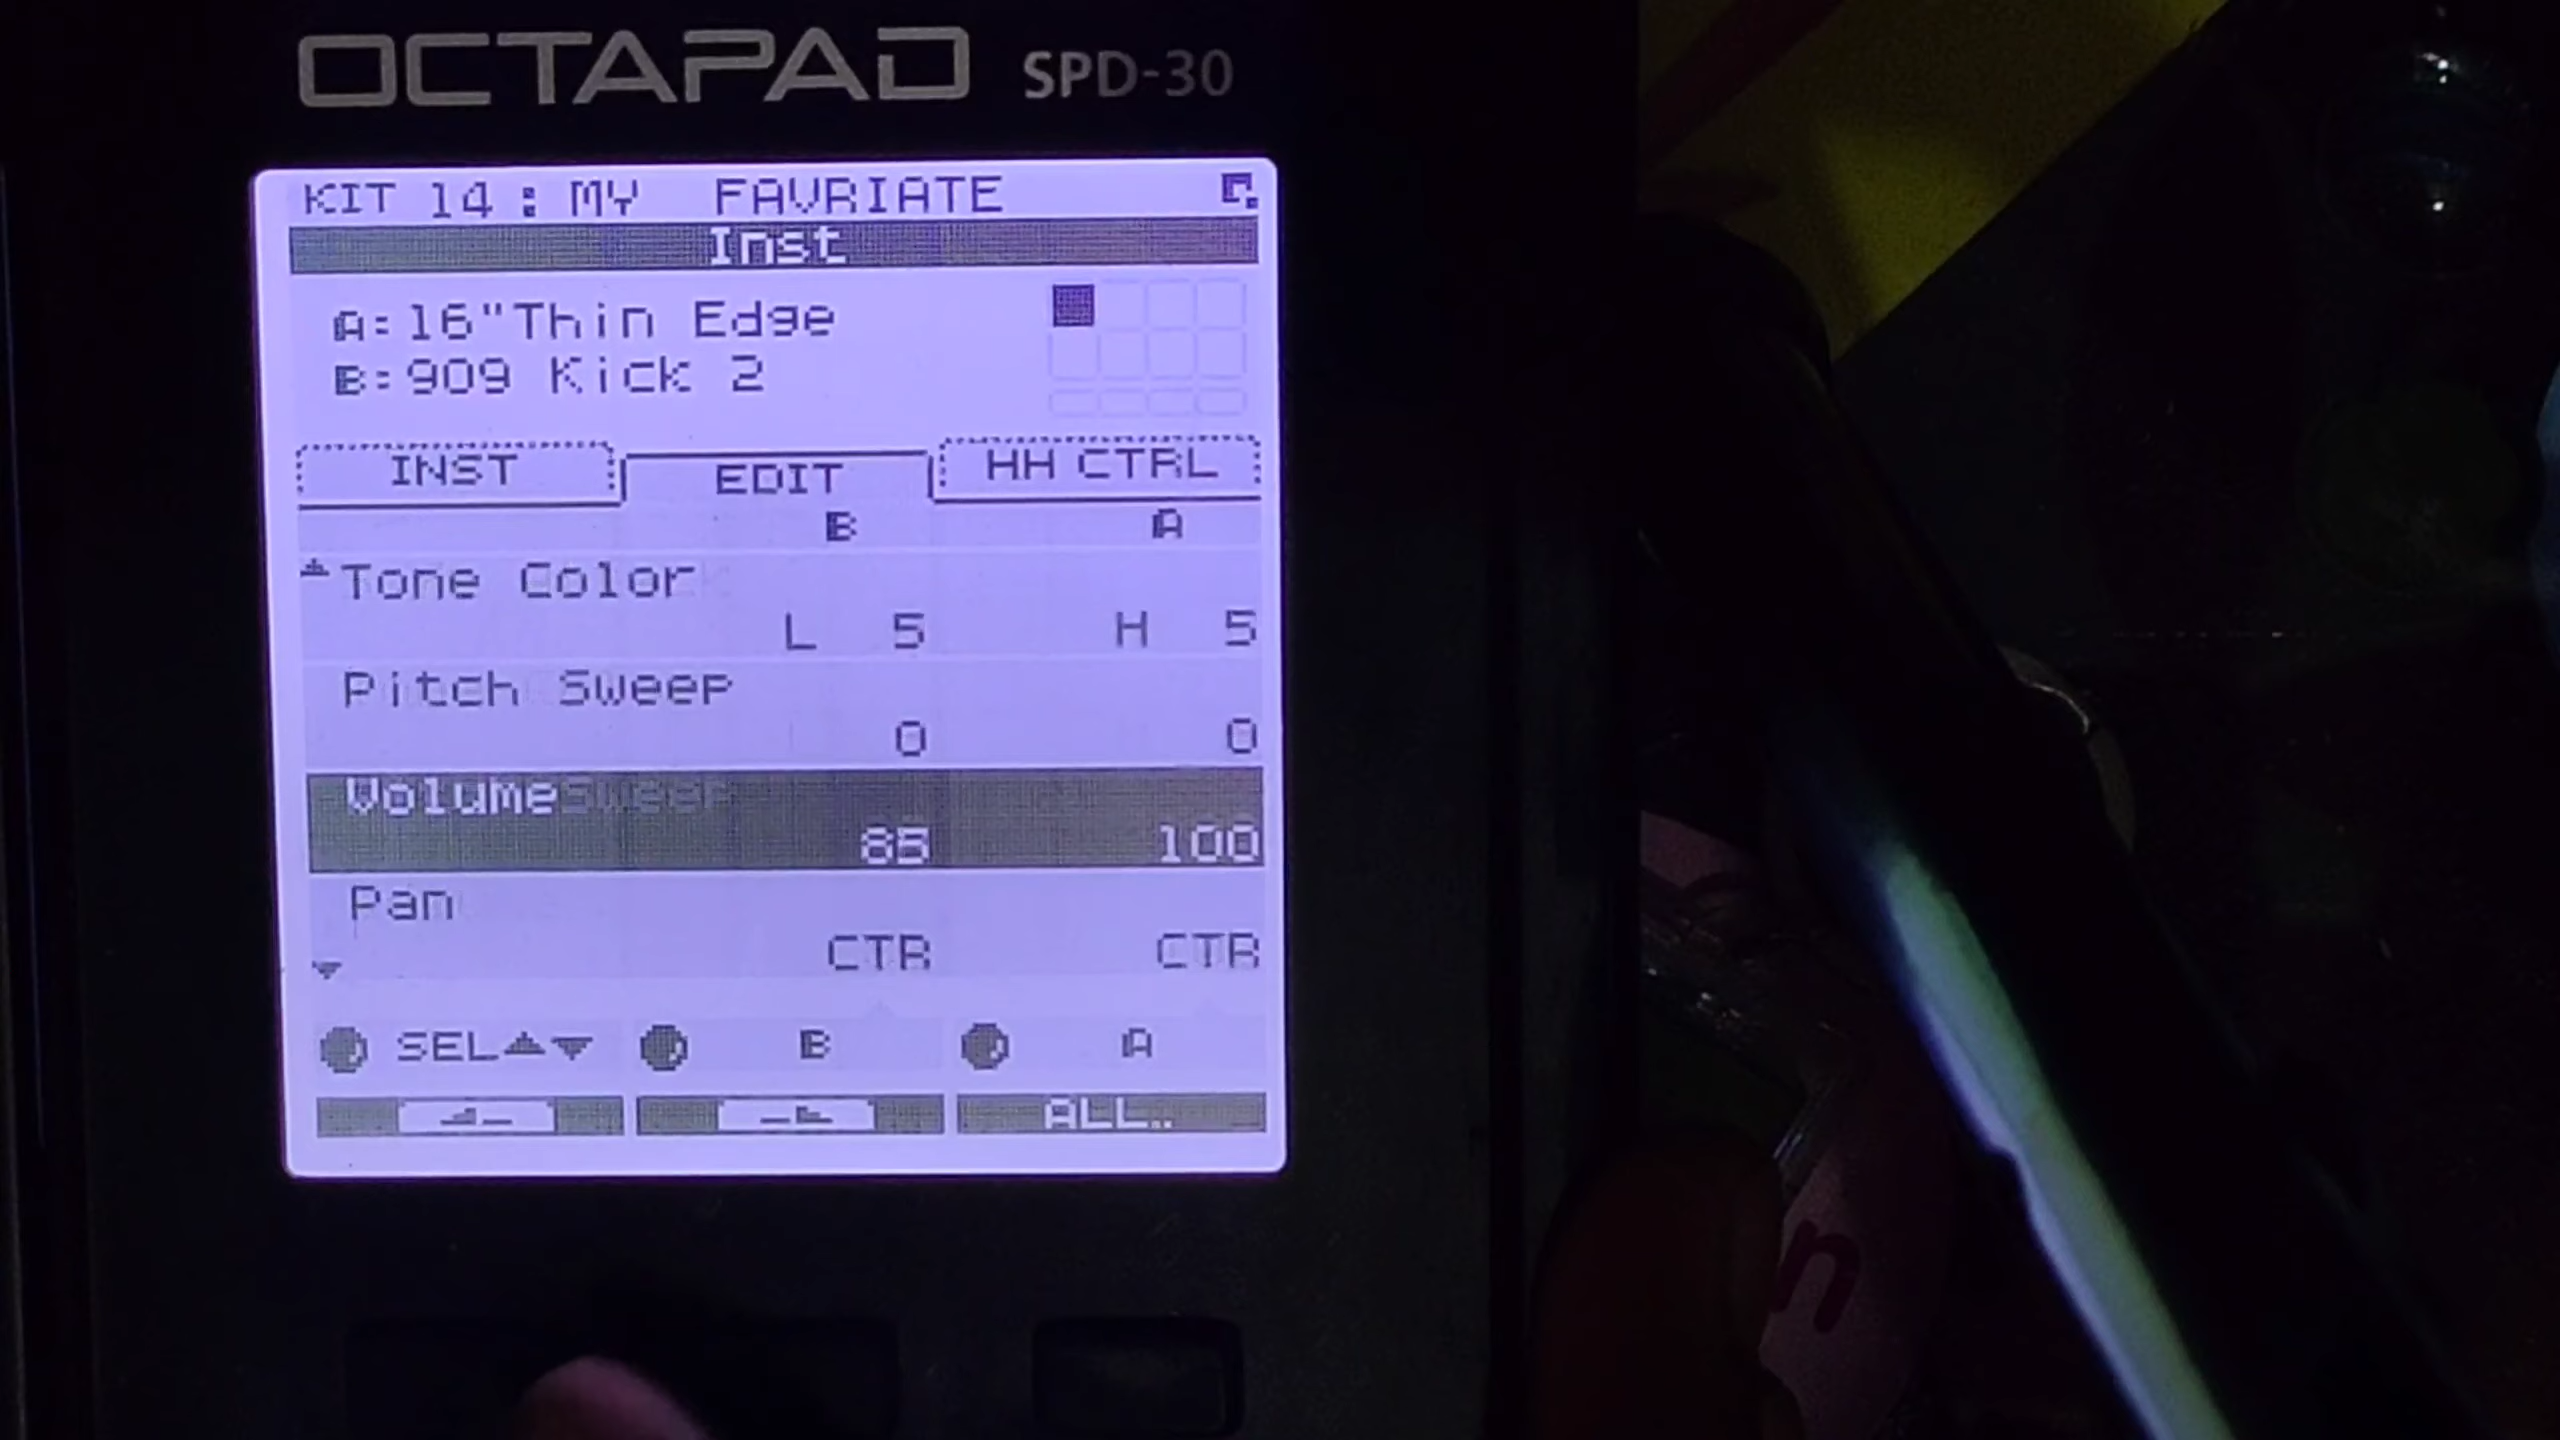 OCTAPAD SPD-30
KIT 14 : MY FAVRIATE
Inst
A:16"Thin Edge
B:909 Kick 2
INST EDIT HH CTRL
B A
Tone Color
L 5 H 5
Pitch Sweep
0 0
Volume
100
Pan
CTR CTR
SEL B A
ALL..
n